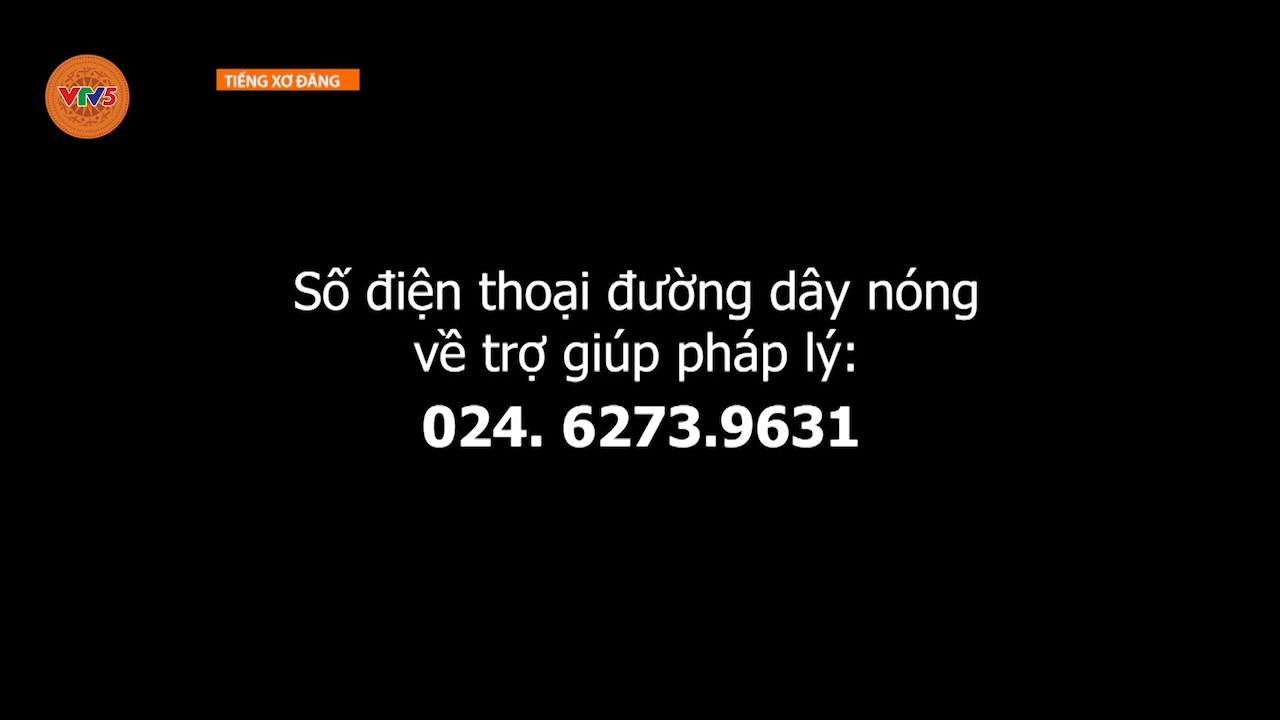 VTV5
TIẾNG XƠ ĐĂNG
Số điện thoại đường dây nóng
về trợ giúp pháp lý:
024. 6273.9631